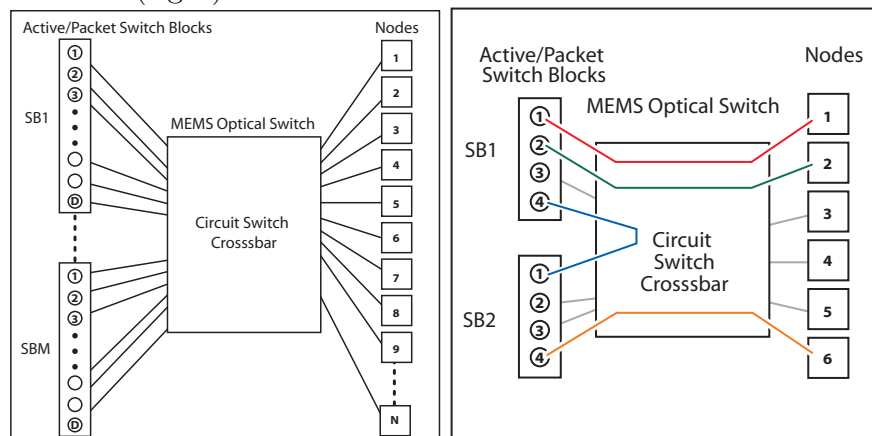 Active/Packet Switch Blocks
Nodes
1
2
3
SB1
D
MEMS Optical Switch
Circuit Switch
Crosssbar
1
2
3
SBM
D
1
2
3
4
5
6
7
8
9
N
Active/Packet
Switch Blocks
Nodes
MEMS Optical Switch
SB1
1
2
3
4
SB2
1
2
3
4
Circuit
Switch
Crosssbar
1
2
3
4
5
6